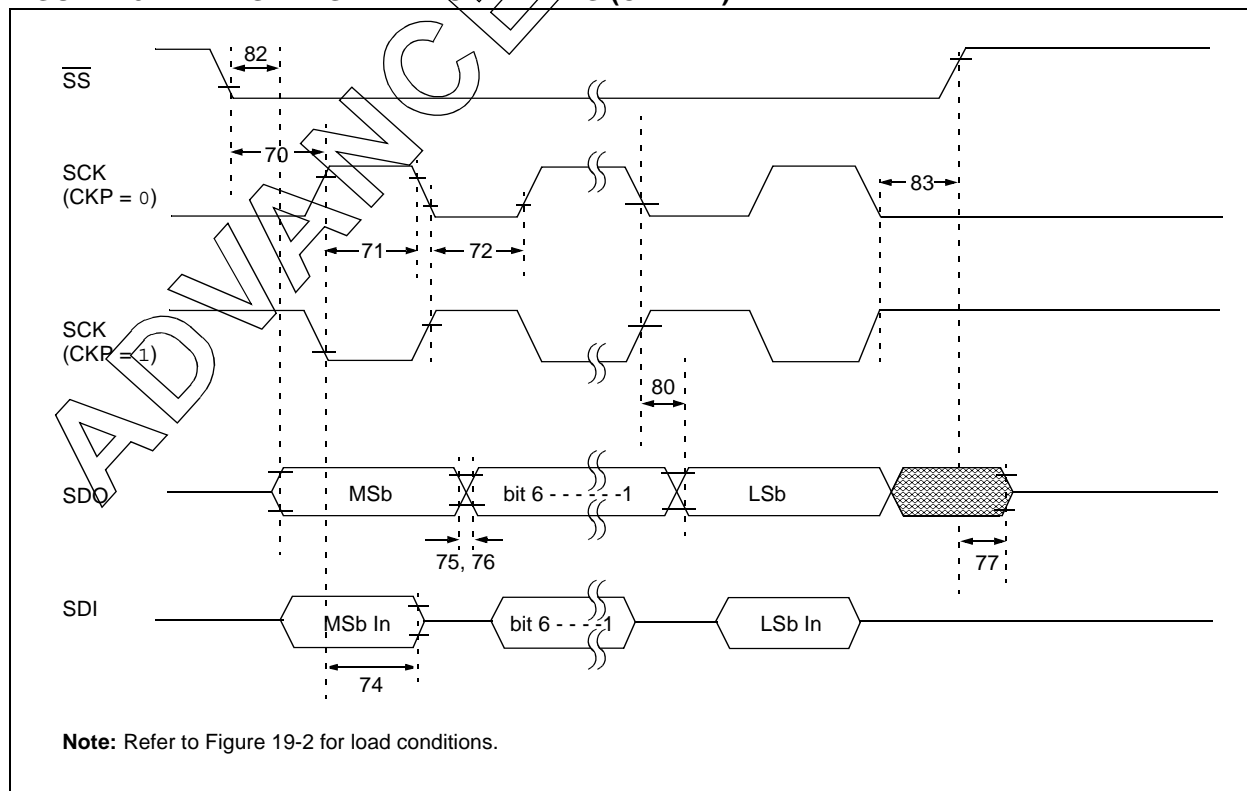 82
SS
70
SCK
(CKP = 0)
83
71
72
SCK
(CKP = 1)
80
SDO
MSb
bit 6 - - - - - - -1
LSb
75, 76
77
SDI
MSb In
bit 6 - - - -1
LSb In
74
Note: Refer to Figure 19-2 for load conditions.
ADVANCE